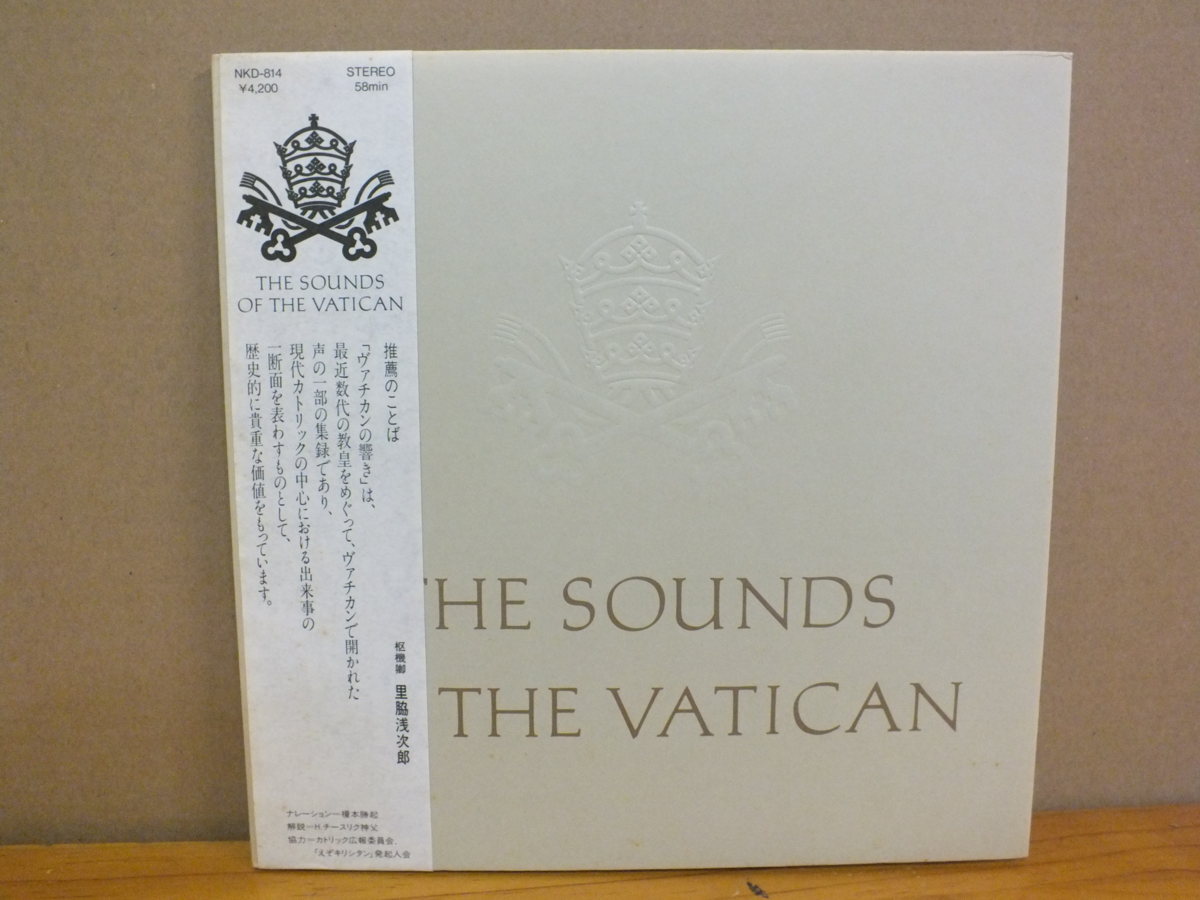 NKD-814
¥4,200
STEREO
58min
THE SOUNDS
OF THE VATICAN
推薦のことば
「ヴァチカンの響き」は、
最近数代の教皇をめぐって、ヴァチカンで開かれた
声の一部の集録であり、
現代カトリックの中心における出来事の
一断面を表わすものとして、
歴史的に貴重な価値をもっています。
枢機卿 里脇浅次郎
ナレーション—榎本勝起
解説—H.チースリク神父
協力—カトリック広報委員会、
「えぞキリシタン」発起人会
THE SOUNDS
THE VATICAN